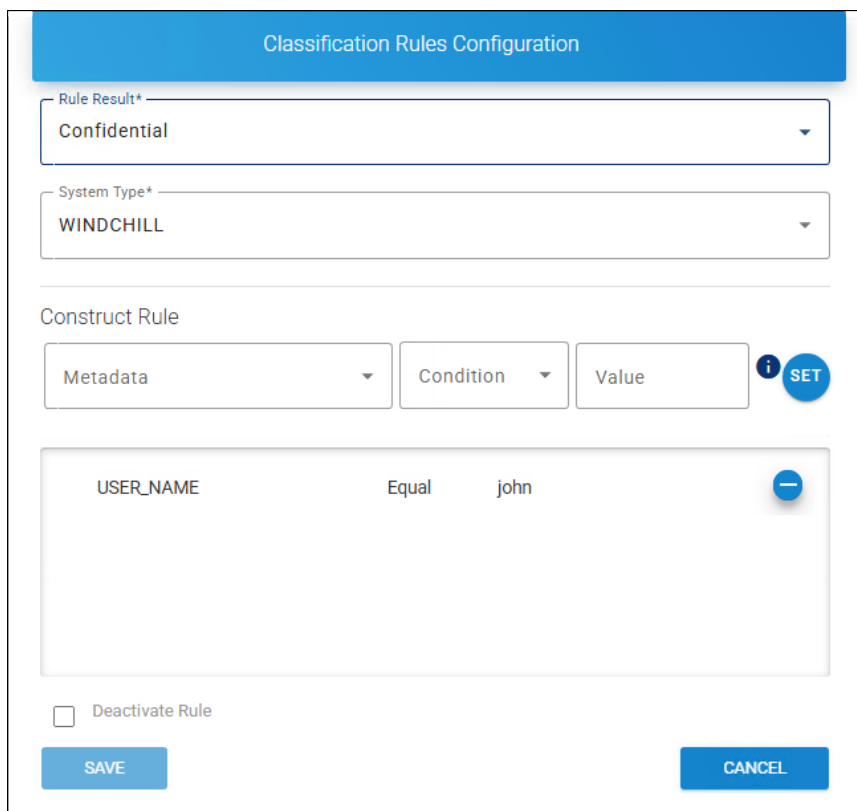 Classification Rules Configuration
Rule Result*
Confidential
System Type*
WINDCHILL
Construct Rule
Metadata Condition Value i SET
USER_NAME Equal john
Deactivate Rule
SAVE CANCEL